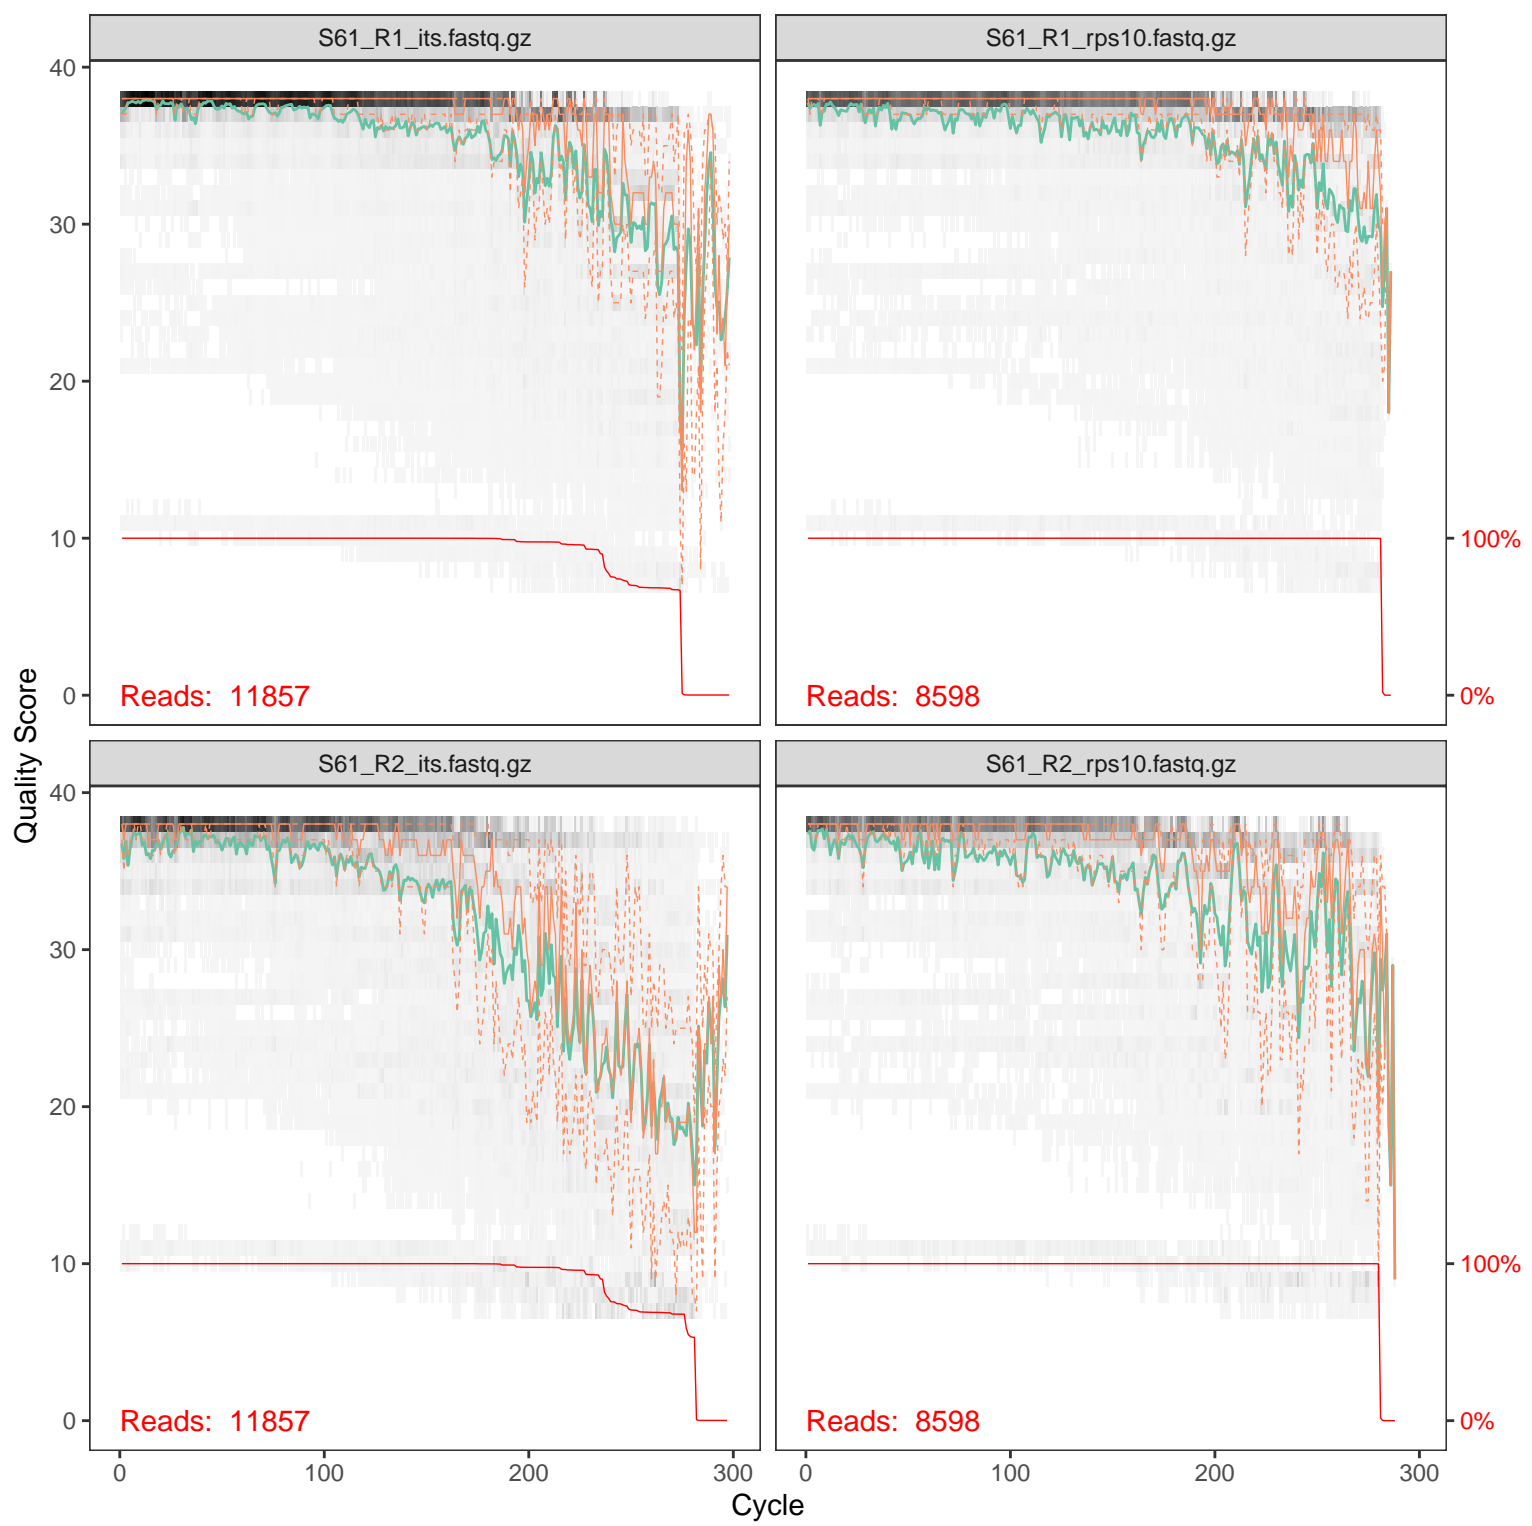 S61_R1_its.fastq.gz
S61_R1_rps10.fastq.gz
40
30
20
10
0
Reads: 11857
Reads: 8598
100%
0%
Quality Score
S61_R2_its.fastq.gz
S61_R2_rps10.fastq.gz
40
30
20
10
0
Reads: 11857
Reads: 8598
100%
0%
0 100 200 300
0 100 200 300
Cycle